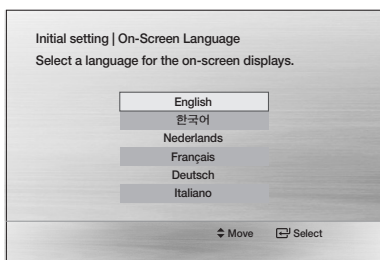 Initial setting | On-Screen Language
Select a language for the on-screen displays.
English
한국어
Nederlands
Français
Deutsch
Italiano
Move Select